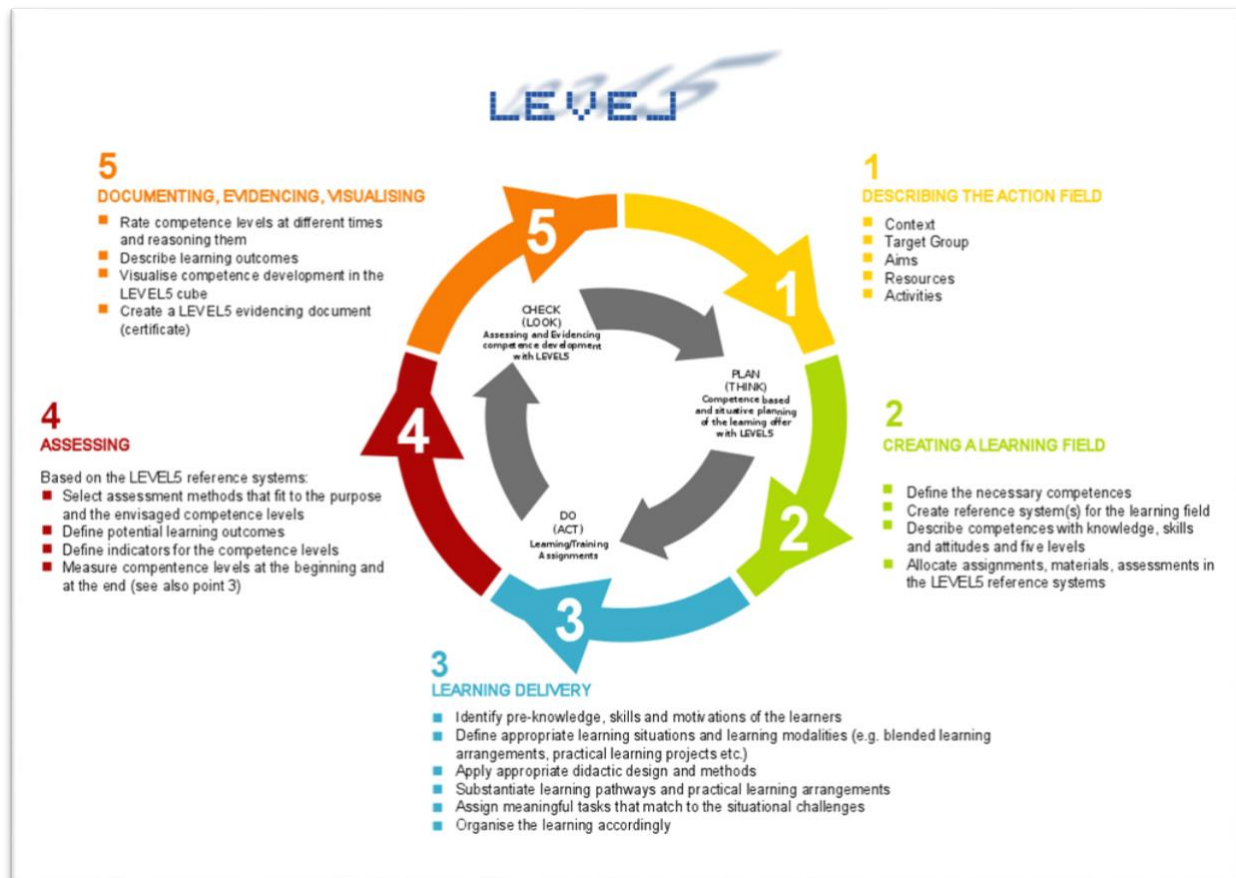 LEVEL5
5
DOCUMENTING, EVIDENCING, VISUALISING
Rate competence levels at different times
and reasoning them
Describe learning outcomes
Visualise competence development in the
LEVEL5 cube
Create a LEVEL5 evidencing document
(certificate)
1
DESCRIBING THE ACTION FIELD
Context
Target Group
Aims
Resources
Activities
5
1
CHECK
(LOOK)
Assessing and Evidencing
competence development
with LEVEL5
PLAN
(THINK)
Competence based
and situative planning
of the learning offer
with LEVEL5
4
ASSESSING
Based on the LEVEL5 reference systems:
Select assessment methods that fit to the purpose
and the envisaged competence levels
Define potential learning outcomes
Define indicators for the competence levels
Measure compentence levels at the beginning and
at the end (see also point 3)
4
2
CREATING A LEARNING FIELD
Define the necessary competences
Create reference system(s) for the learning field
Describe competences with knowledge, skills
and attitudes and five levels
Allocate assignments, materials, assessments in
the LEVEL5 reference systems
DO
(ACT)
Learning/Training
Assignments
2
3
3
LEARNING DELIVERY
Identify pre-knowledge, skills and motivations of the learners
Define appropriate learning situations and learning modalities (e.g. blended learning
arrangements, practical learning projects etc.)
Apply appropriate didactic design and methods
Substantiate learning pathways and practical learning arrangements
Assign meaningful tasks that match to the situational challenges
Organise the learning accordingly